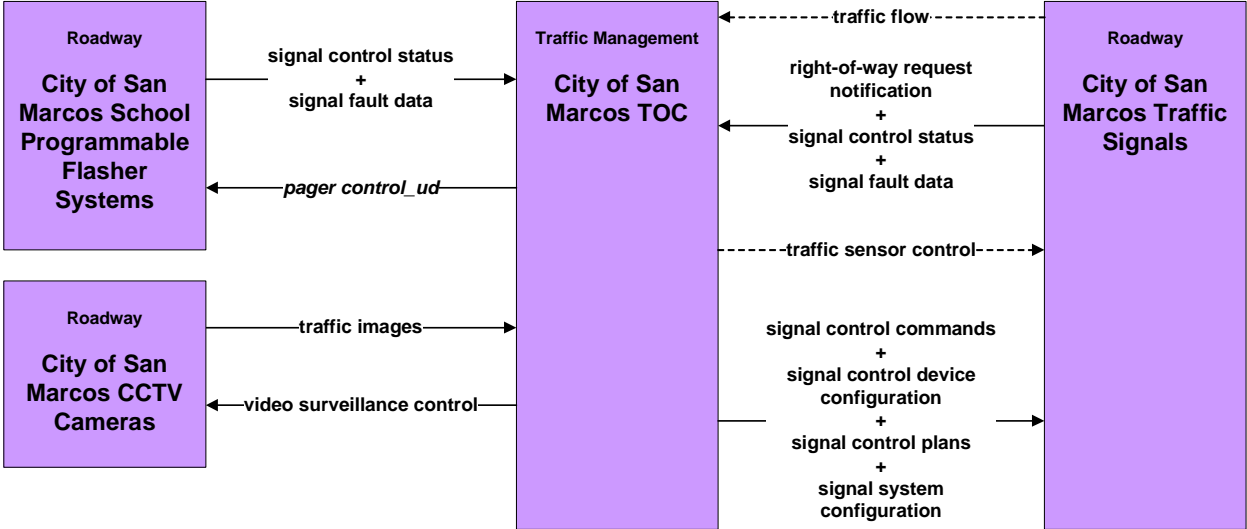 Roadway
City of San
Marcos School
Programmable
Flasher
Systems
signal control status
+
signal fault data
pager control_ud
Roadway
City of San
Marcos CCTV
Cameras
traffic images
video surveillance control
Traffic Management
City of San
Marcos TOC
traffic flow
right-of-way request
notification
+
signal control status
+
signal fault data
traffic sensor control
signal control commands
+
signal control device
configuration
+
signal control plans
+
signal system
configuration
Roadway
City of San
Marcos Traffic
Signals